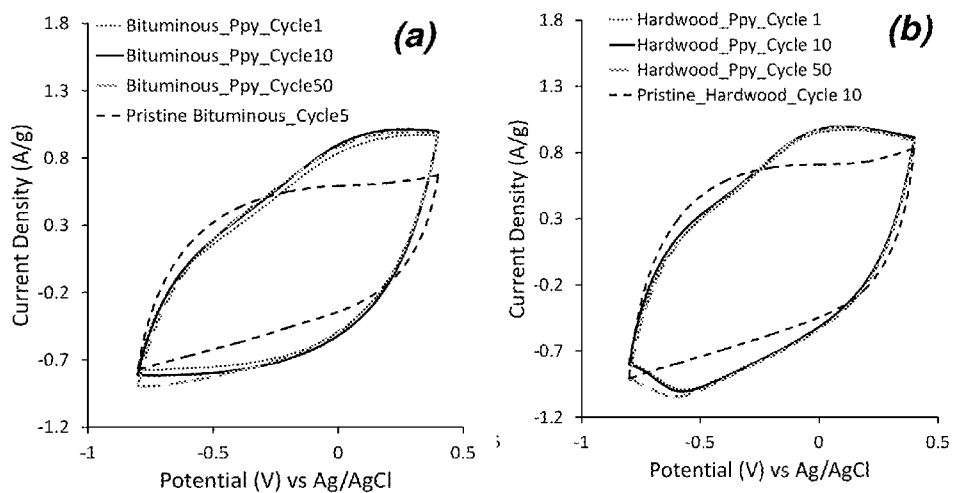 1.8
Bituminous_Ppy_Cycle1
(a)
Bituminous_Ppy_Cycle10
1.3
Bituminous_Ppy_Cycle50
Pristine Bituminous_Cycle5
0.8
0.3
-0.2
-0.7
-1.2
-1
-0.5
0
0.5
Current Density (A/g)
Potential (V) vs Ag/AgCl
1.8
Hardwood_Ppy_Cycle 1
(b)
Hardwood_Ppy_Cycle 10
1.3
Hardwood_Ppy_Cycle 50
Pristine_Hardwood_Cycle 10
0.8
0.3
-0.2
-0.7
-1.2
-1
-0.5
0
0.5
Current Density (A/g)
Potential (V) vs Ag/AgCl